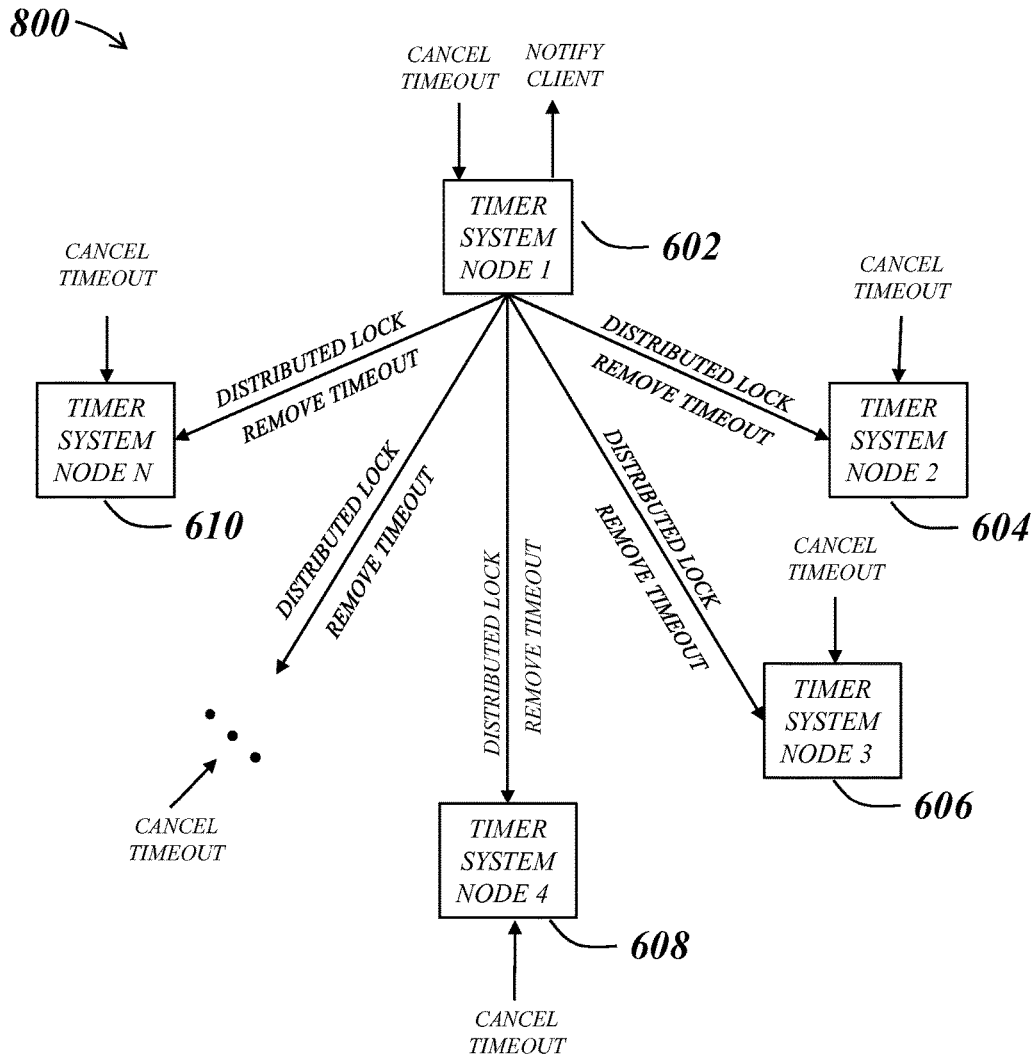 800
CANCEL
TIMEOUT
NOTIFY
CLIENT
TIMER
SYSTEM
NODE 1
602
CANCEL
TIMEOUT
CANCEL
TIMEOUT
DISTRIBUTED LOCK
REMOVE TIMEOUT
DISTRIBUTED LOCK
REMOVE TIMEOUT
TIMER
SYSTEM
NODE N
610
TIMER
SYSTEM
NODE 2
604
DISTRIBUTED LOCK
REMOVE TIMEOUT
DISTRIBUTED LOCK
REMOVE TIMEOUT
DISTRIBUTED LOCK
REMOVE TIMEOUT
CANCEL
TIMEOUT
TIMER
SYSTEM
NODE 3
606
CANCEL
TIMEOUT
TIMER
SYSTEM
NODE 4
608
CANCEL
TIMEOUT